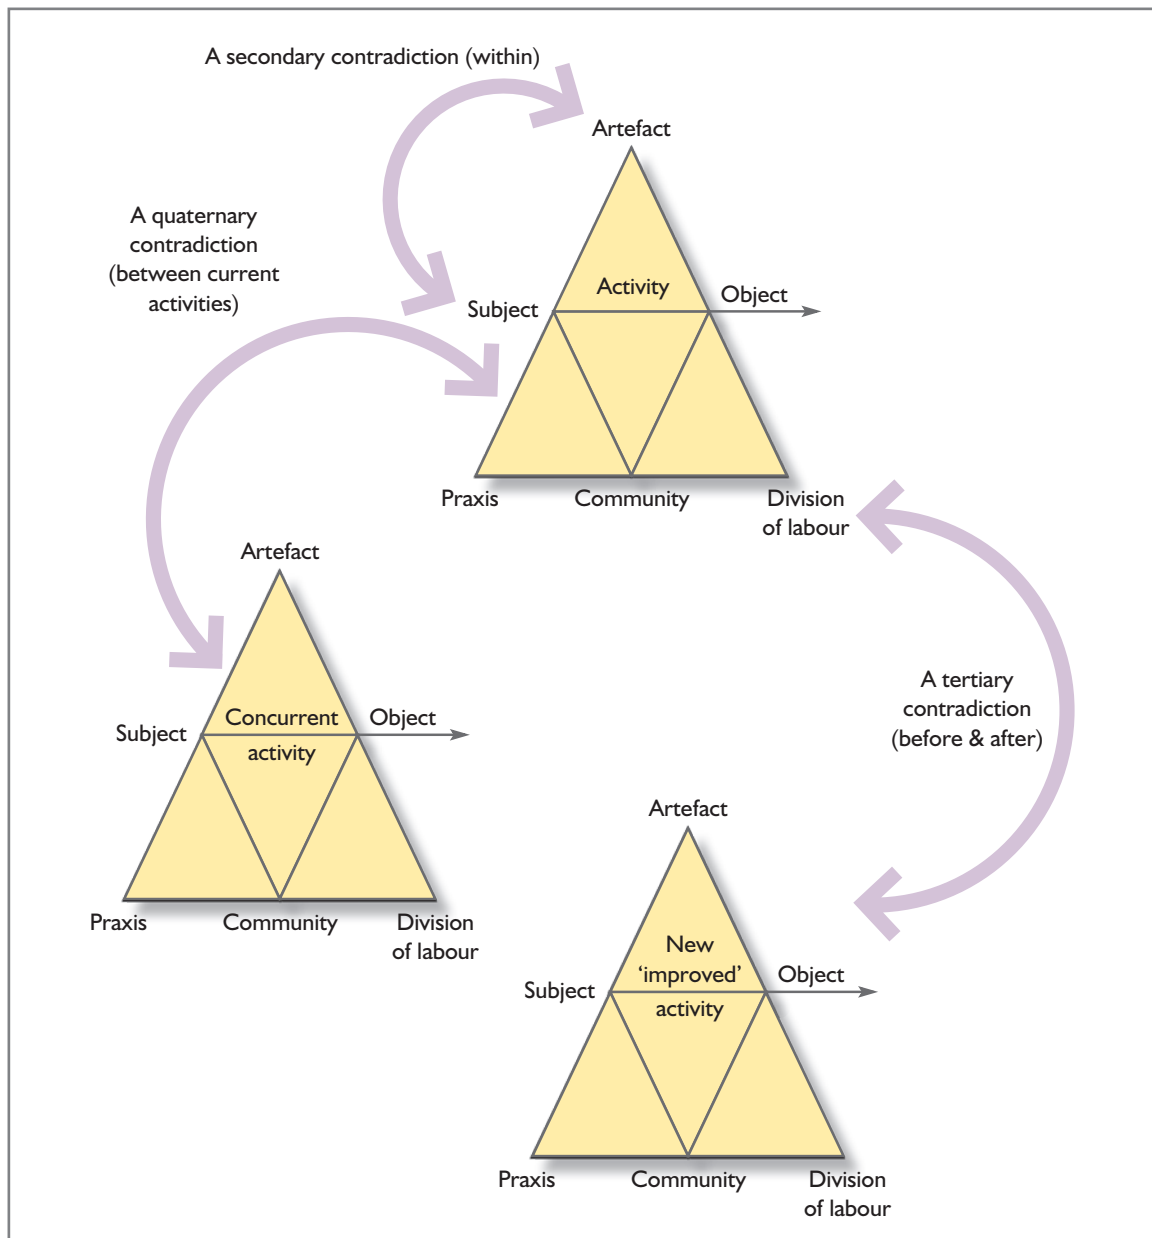 A secondary contradiction (within)
Artefact
A quaternary
contradiction
(between current
activities)
Activity
Object
Subject
Praxis
Community
Division
of labour
Artefact
Concurrent
activity
Object
Subject
Praxis
Community
Division
of labour
A tertiary
contradiction
(before & after)
Artefact
New
‘improved’
activity
Object
Subject
Praxis
Community
Division
of labour